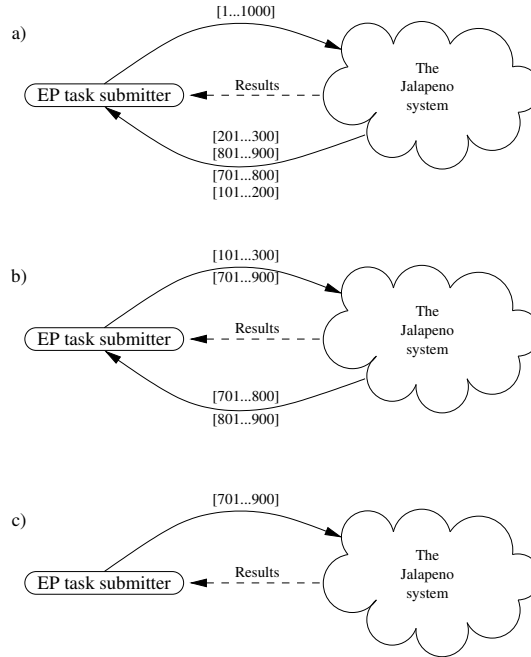 a)
[1...1000]
EP task submitter
Results
The
Jalapeno
system
[201...300]
[801...900]
[701...800]
[101...200]
b)
[101...300]
[701...900]
EP task submitter
Results
The
Jalapeno
system
[701...800]
[801...900]
c)
[701...900]
EP task submitter
Results
The
Jalapeno
system